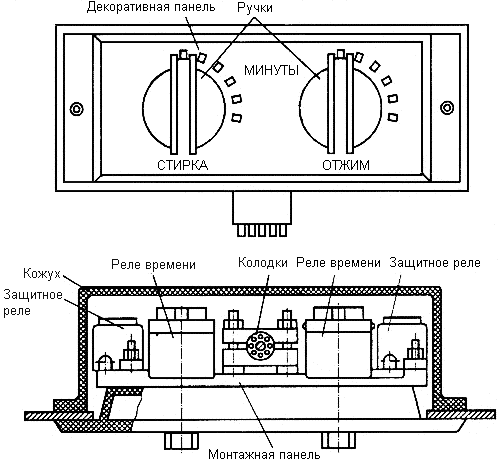 Декоративная панель
Ручки
МИНУТЫ
СТИРКА
ОТЖИМ
Кожух
Реле времени
Колодки
Реле времени
Защитное реле
Защитное
реле
Монтажная панель